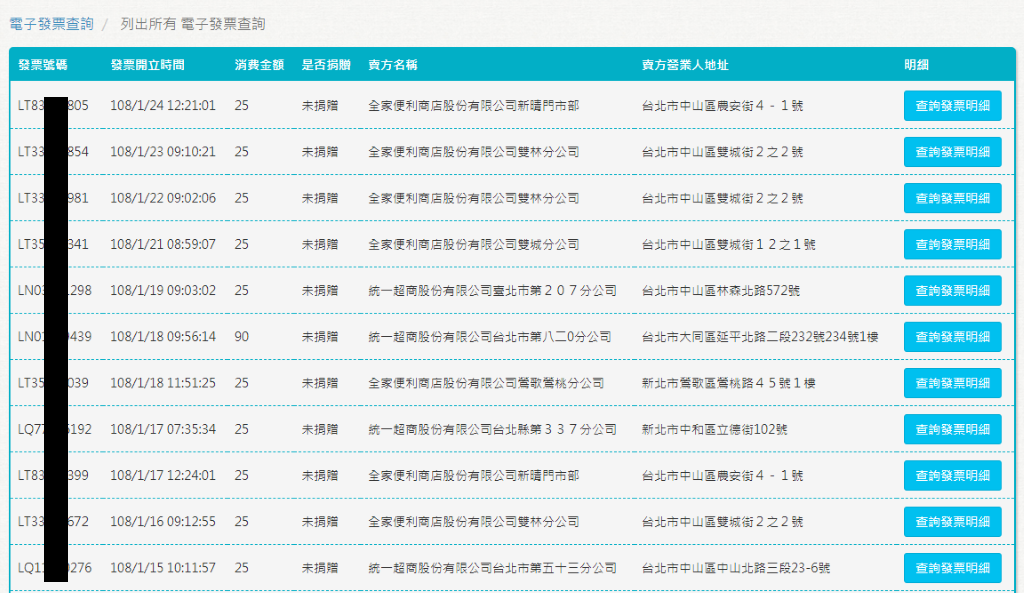 電子發票查詢 / 列出所有 電子發票查詢
發票號碼 發票開立時間 消費金額 是否捐贈 賣方名稱 賣方營業人地址 明細
LT83 805 108/1/24 12:21:01 25 未捐贈 全家便利商店股份有限公司新晴門市部 台北市中山區農安街４－１號 查詢發票明細
LT33 854 108/1/23 09:10:21 25 未捐贈 全家便利商店股份有限公司雙林分公司 台北市中山區雙城街２之２號 查詢發票明細
LT33 981 108/1/22 09:02:06 25 未捐贈 全家便利商店股份有限公司雙林分公司 台北市中山區雙城街２之２號 查詢發票明細
LT35 341 108/1/21 08:59:07 25 未捐贈 全家便利商店股份有限公司雙城分公司 台北市中山區雙城街１２之１號 查詢發票明細
LN03 1298 108/1/19 09:03:02 25 未捐贈 統一超商股份有限公司臺北市第２０７分公司 台北市中山區林森北路572號 查詢發票明細
LN01 9439 108/1/18 09:56:14 90 未捐贈 統一超商股份有限公司台北市第八二0分公司 台北市大同區延平北路二段232號234號1樓 查詢發票明細
LT35 039 108/1/18 11:51:25 25 未捐贈 全家便利商店股份有限公司鶯歌鶯桃分公司 新北市鶯歌區鶯桃路４５號１樓 查詢發票明細
LQ77 6192 108/1/17 07:35:34 25 未捐贈 統一超商股份有限公司台北縣第３３７分公司 新北市中和區立德街102號 查詢發票明細
LT83 399 108/1/17 12:24:01 25 未捐贈 全家便利商店股份有限公司新晴門市部 台北市中山區農安街４－１號 查詢發票明細
LT33 672 108/1/16 09:12:55 25 未捐贈 全家便利商店股份有限公司雙林分公司 台北市中山區雙城街２之２號 查詢發票明細
LQ11 0276 108/1/15 10:11:57 25 未捐贈 統一超商股份有限公司台北市第五十三分公司 台北市中山區中山北路三段23-6號 查詢發票明細